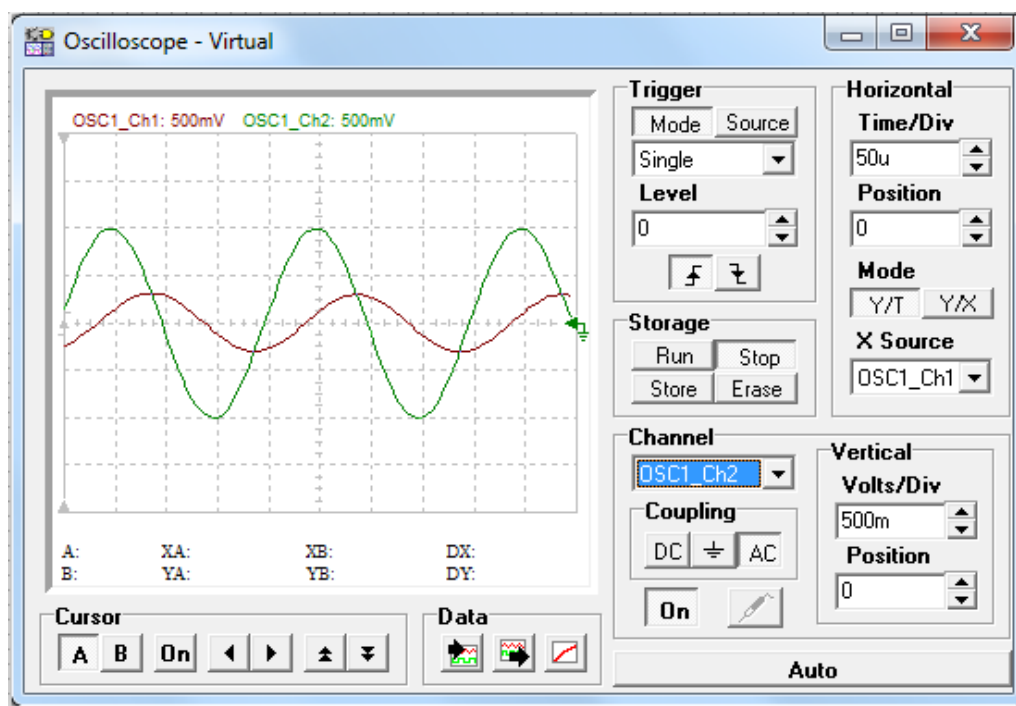 Oscilloscope - Virtual
OSC1_Ch1: 500mV OSC1_Ch2: 500mV
A: XA: XB: DX:
B: YA: YB: DY:
Cursor
A B On
Data
Trigger
Mode Source
Single
Level
0
Storage
Run Stop
Store Erase
Horizontal
Time/Div
50u
Position
0
Mode
Y/T Y/X
X Source
OSC1_Ch1
Channel
OSC1_Ch2
Coupling
DC AC
On
Vertical
Volts/Div
500m
Position
0
Auto